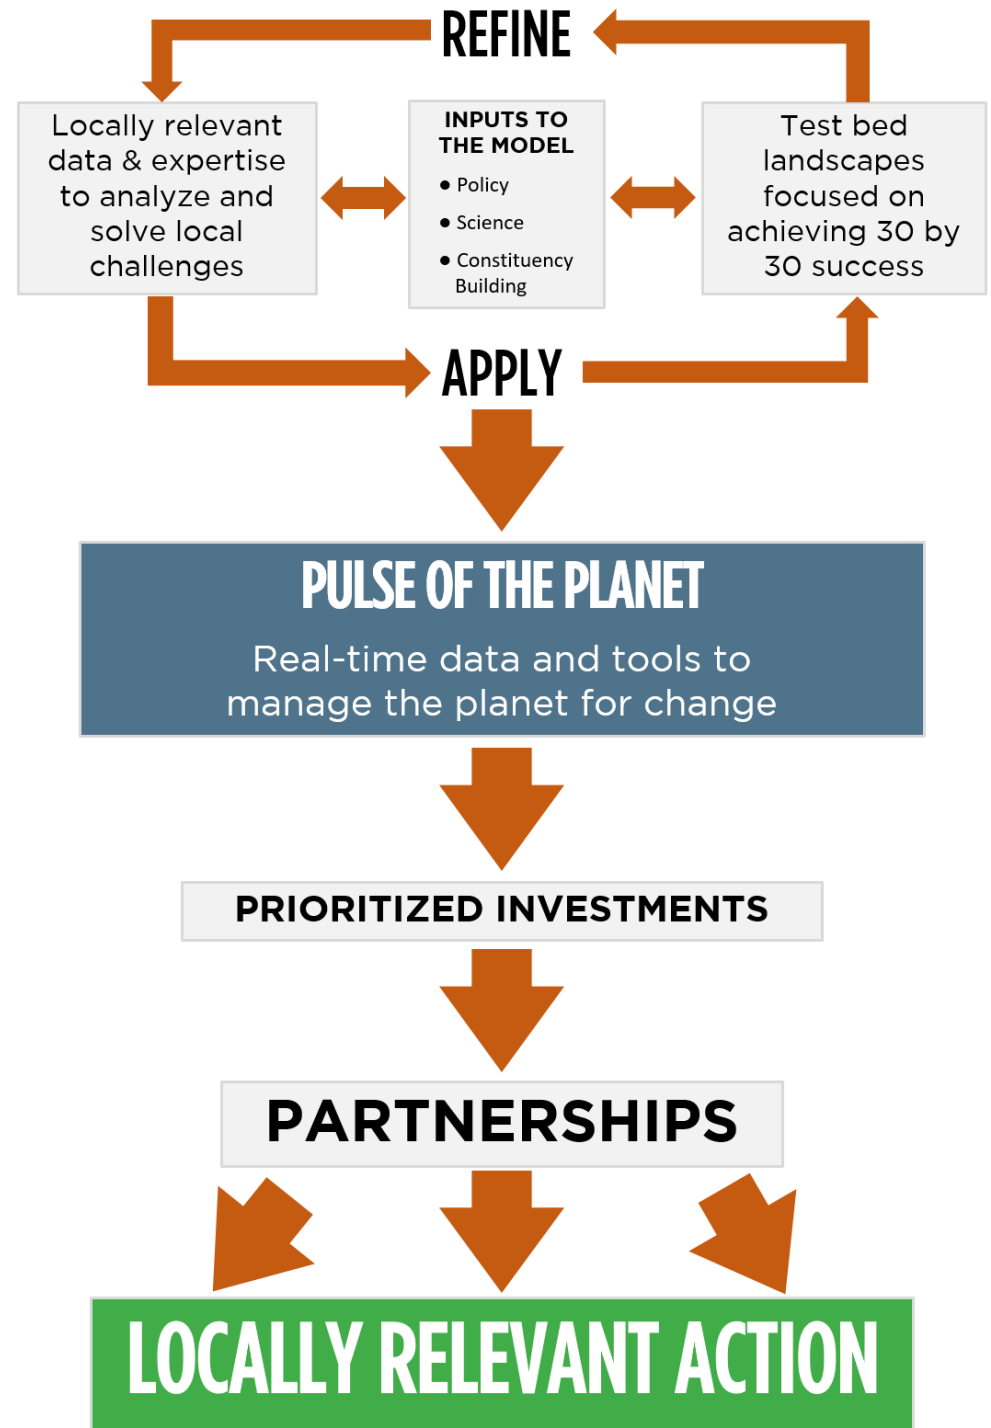 REFINE
Locally relevant
data & expertise
to analyze and
solve local
challenges
INPUTS TO
THE MODEL
● Policy
● Science
● Constituency
Building
Test bed
landscapes
focused on
achieving 30 by
30 success
APPLY
PULSE OF THE PLANET
Real-time data and tools to
manage the planet for change
PRIORITIZED INVESTMENTS
PARTNERSHIPS
LOCALLY RELEVANT ACTION